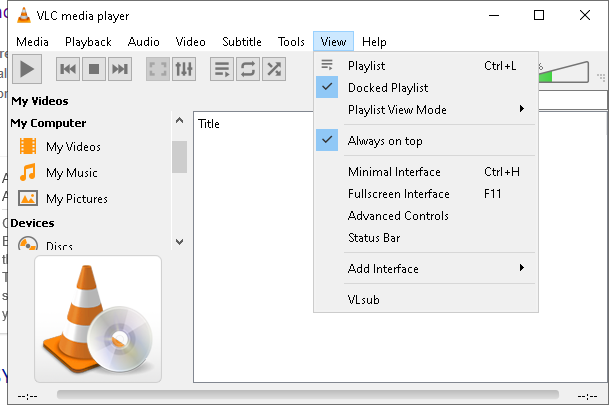 VLC media player
Media Playback Audio Video Subtitle Tools View Help
Playlist Ctrl+L
Docked Playlist
Playlist View Mode
Always on top
Minimal Interface Ctrl+H
Fullscreen Interface F11
Advanced Controls
Status Bar
Add Interface
VLsub
%
My Videos
My Computer
My Videos
My Music
My Pictures
Devices
Discs
Title
--:-- --:--